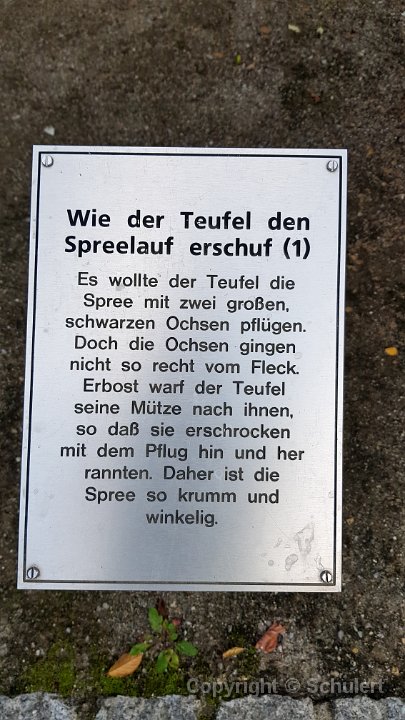 Wie der Teufel den
Spreelauf erschuf (1)
Es wollte der Teufel die
Spree mit zwei großen,
schwarzen Ochsen pflügen.
Doch die Ochsen gingen
nicht so recht vom Fleck.
Erbost warf der Teufel
seine Mütze nach ihnen,
so daß sie erschrocken
mit dem Pflug hin und her
rannten. Daher ist die
Spree so krumm und
winkelig.
Copyright © Schulert